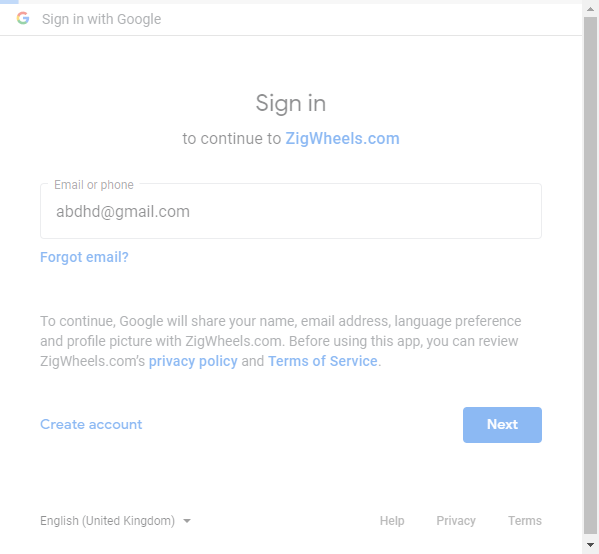 Sign in with Google
Sign in
to continue to ZigWheels.com
Email or phone
abdhd@gmail.com
Forgot email?
To continue, Google will share your name, email address, language preference
and profile picture with ZigWheels.com. Before using this app, you can review
ZigWheels.com's privacy policy and Terms of Service.
Create account
Next
English (United Kingdom)
Help Privacy Terms